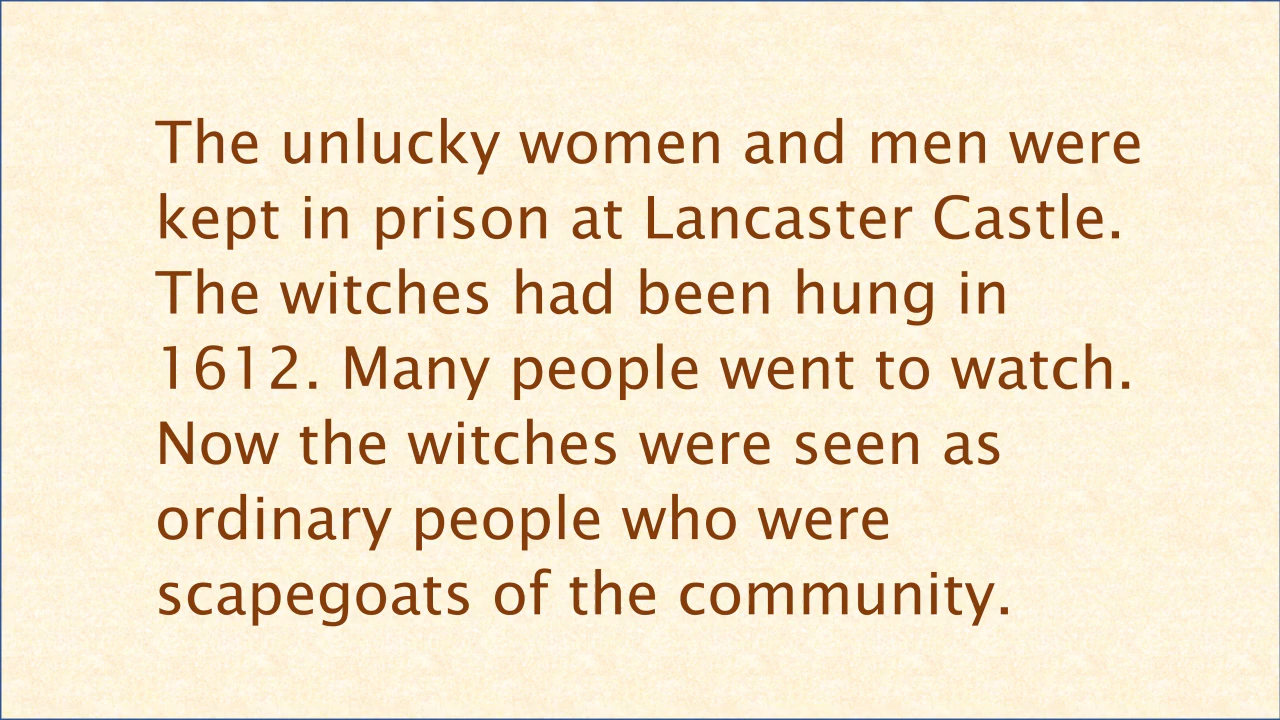 The unlucky women and men were
kept in prison at Lancaster Castle.
The witches had been hung in
1612. Many people went to watch.
Now the witches were seen as
ordinary people who were
scapegoats of the community.